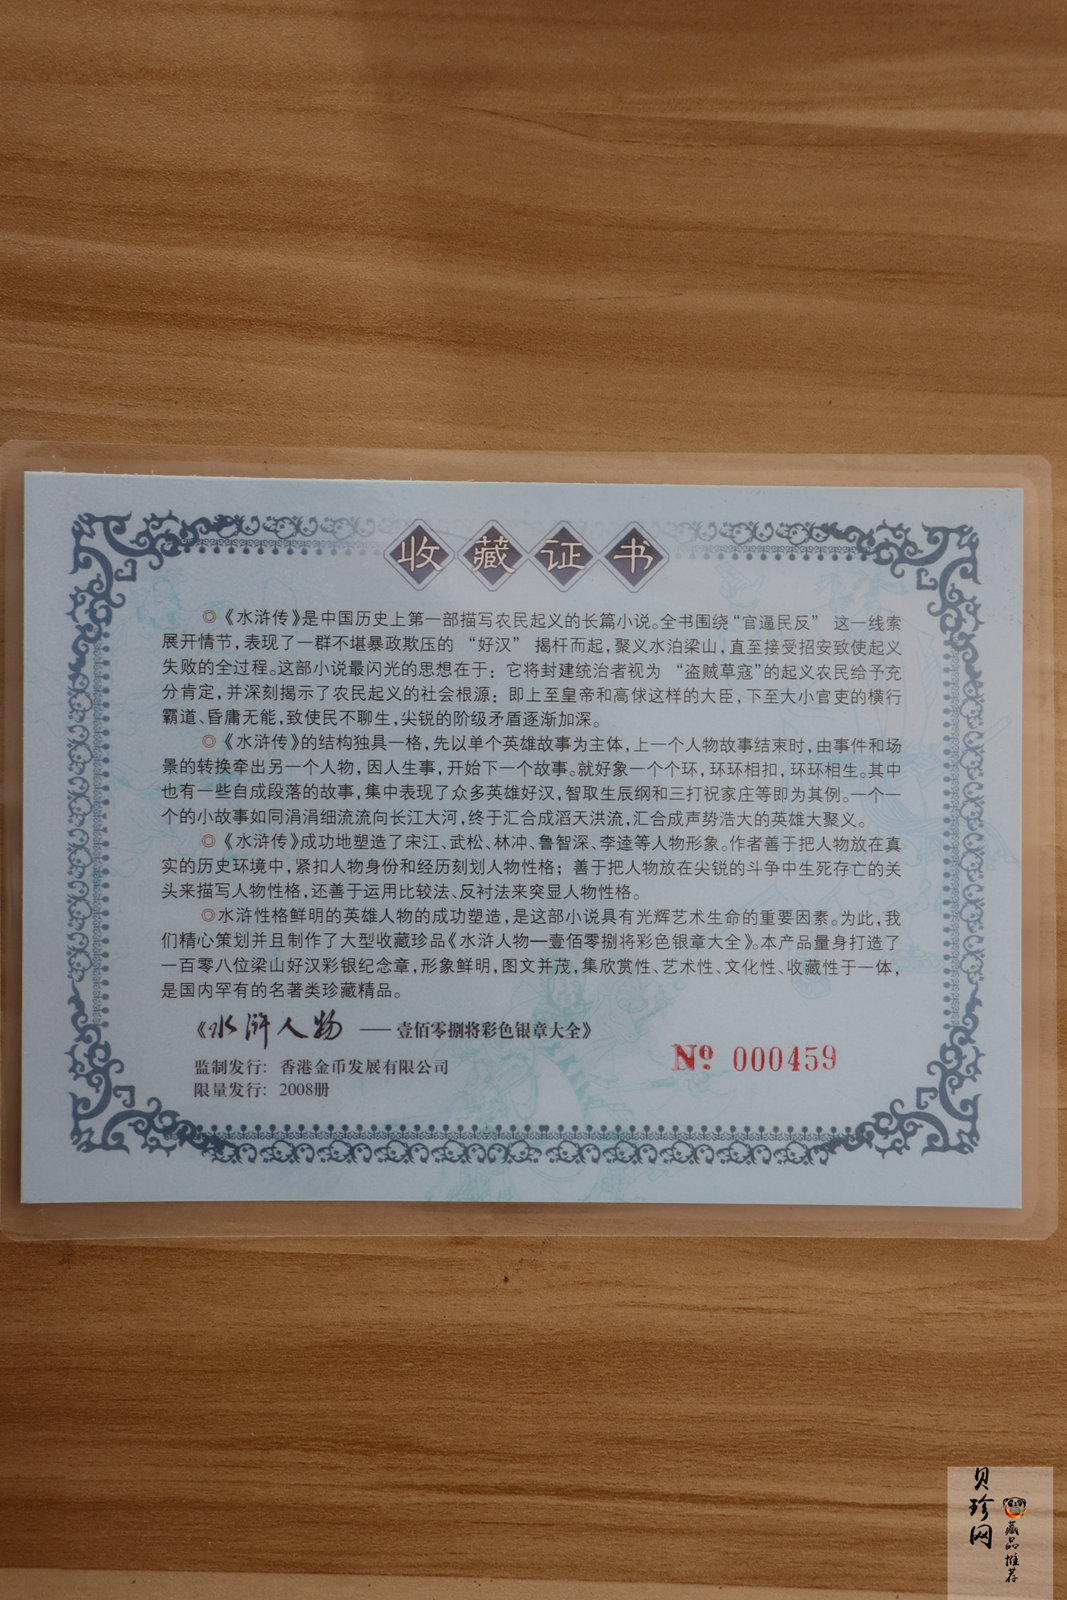 收藏证书
◎《水浒传》是中国历史上第一部描写农民起义的长篇小说。全书围绕“官逼民反” 这一线索
展开情节，表现了一群不堪暴政欺压的 “好汉” 揭杆而起，聚义水泊梁山，直至接受招安致使起义
失败的全过程。这部小说最闪光的思想在于：它将封建统治者视为 “盗贼草寇”的起义农民给予充
分肯定，并深刻揭示了农民起义的社会根源：即上至皇帝和高俅这样的大臣，下至大小官吏的横行
霸道、昏庸无能，致使民不聊生，尖锐的阶级矛盾逐渐加深。
◎《水浒传》的结构独具一格，先以单个英雄故事为主体，上一个人物故事结束时，由事件和场
景的转换牵出另一个人物，因人生事，开始下一个故事。就好象一个个环，环环相扣，环环相生。其中
也有一些自成段落的故事，集中表现了众多英雄好汉，智取生辰纲和三打祝家庄等即为其例。一个一
个的小故事如同涓涓细流流向长江大河，终于汇合成滔天洪流，汇合成声势浩大的英雄大聚义。
◎《水浒传》成功地塑造了宋江、武松、林冲、鲁智深、李逵等人物形象。作者善于把人物放在真
实的历史环境中，紧扣人物身份和经历刻划人物性格；善于把人物放在尖锐的斗争中生死存亡的关
头来描写人物性格，还善于运用比较法、反衬法来突显人物性格。
◎水浒性格鲜明的英雄人物的成功塑造，是这部小说具有光辉艺术生命的重要因素。为此，我
们精心策划并且制作了大型收藏珍品《水浒人物—壹佰零捌将彩色银章大全》。本产品量身打造了
一百零八位梁山好汉彩银纪念章，形象鲜明，图文并茂，集欣赏性、艺术性、文化性、收藏性于一体，
是国内罕有的名著类珍藏精品。
《水浒人物 ——壹佰零捌将彩色银章大全》
监制发行：香港金币发展有限公司
限量发行：2008册
Nº 000459
贝珍网
藏品推荐